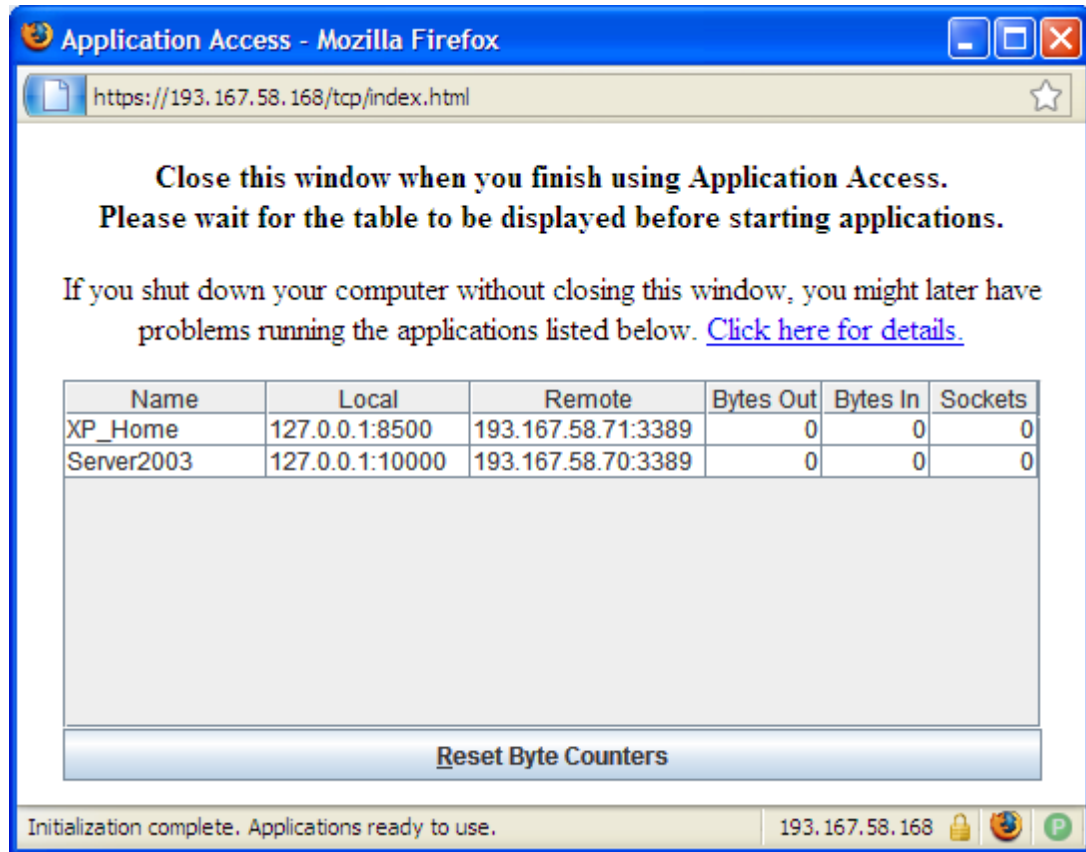 Application Access - Mozilla Firefox
https://193.167.58.168/tcp/index.html
Close this window when you finish using Application Access.
Please wait for the table to be displayed before starting applications.
If you shut down your computer without closing this window, you might later have
problems running the applications listed below. Click here for details.
Name Local Remote Bytes Out Bytes In Sockets
XP_Home 127.0.0.1:8500 193.167.58.71:3389 0 0 0
Server2003 127.0.0.1:10000 193.167.58.70:3389 0 0 0
Reset Byte Counters
Initialization complete. Applications ready to use. 193.167.58.168 P